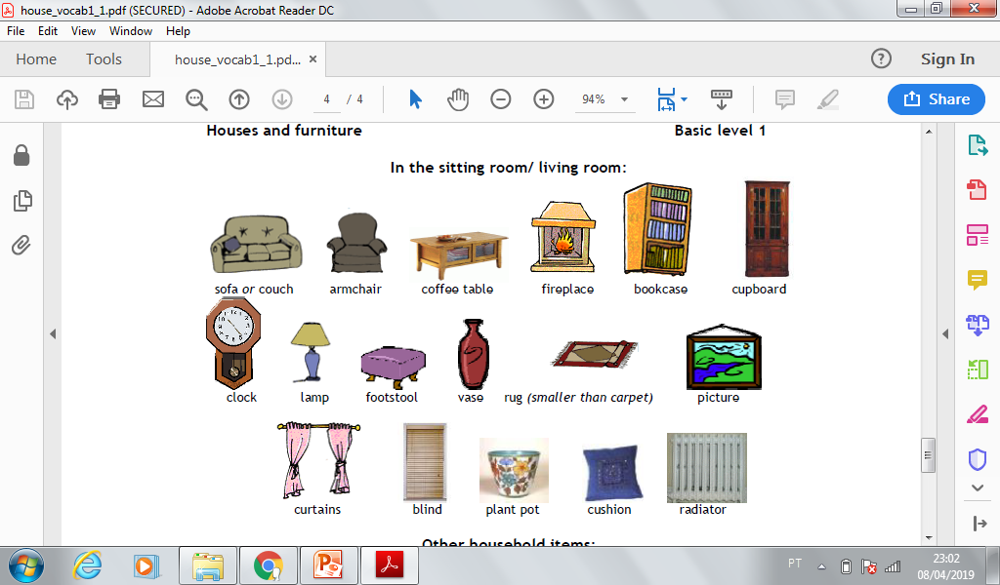 house_vocab1_1.pdf (SECURED) - Adobe Acrobat Reader DC
File Edit View Window Help
Home Tools house_vocab1_1.pd... × ? Sign In
4 / 4 94% Share
Houses and furniture Basic level 1
In the sitting room/ living room:
sofa or couch armchair coffee table fireplace bookcase cupboard
clock lamp footstool vase rug (smaller than carpet) picture
curtains blind plant pot cushion radiator
Other household items:
PT 23:02
08/04/2019